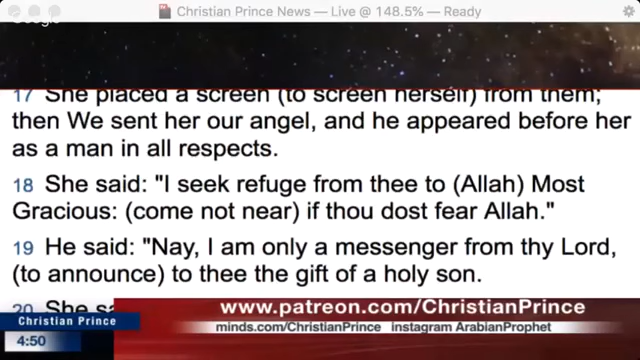 Christian Prince News — Live @ 148.5% — Ready
Google
17 She placed a screen (to screen herself) from them;
then We sent her our angel, and he appeared before her
as a man in all respects.
18 She said: "I seek refuge from thee to (Allah) Most
Gracious: (come not near) if thou dost fear Allah."
19 He said: "Nay, I am only a messenger from thy Lord,
(to announce) to thee the gift of a holy son.
20 She
www.patreon.com/ChristianPrince
Christian Prince
minds.com/ChristianPrince instagram ArabianProphet
4:50